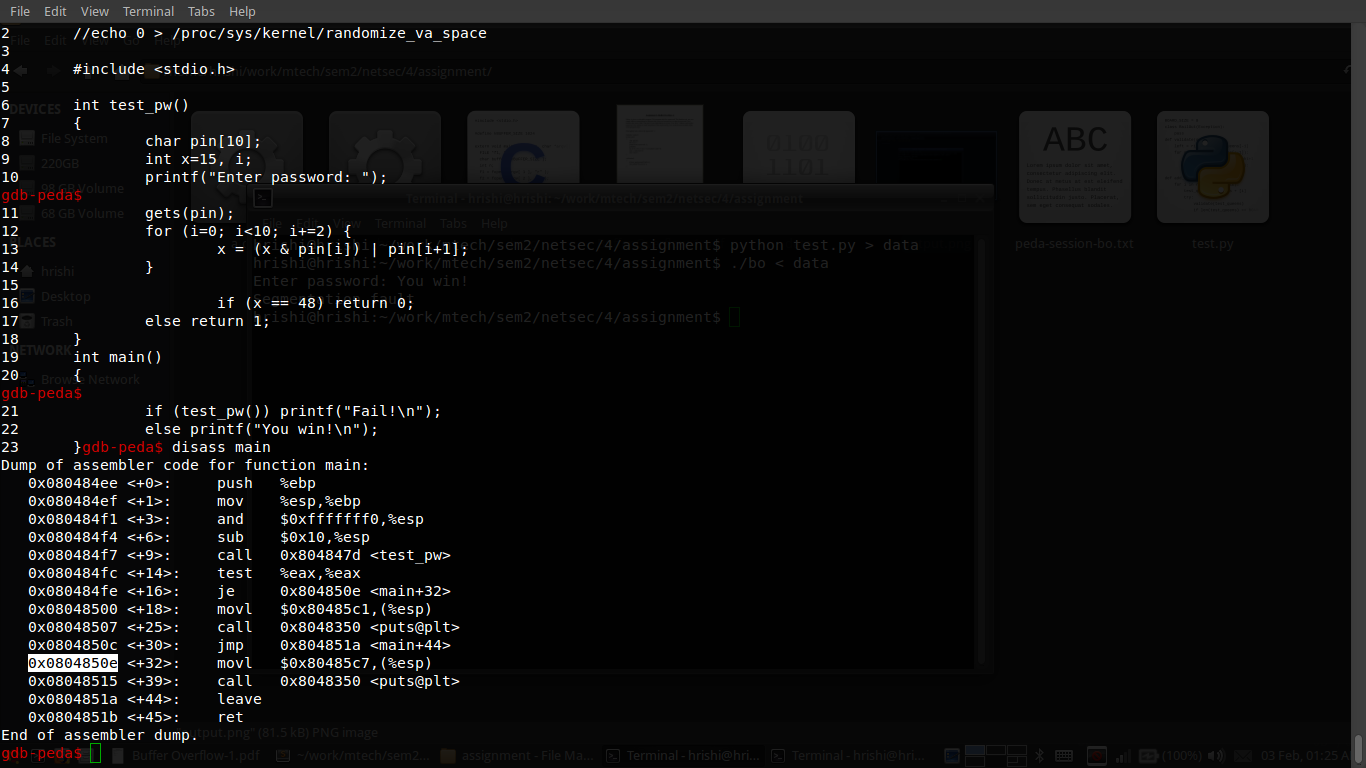 File Edit View Terminal Tabs Help
2 //echo 0 > /proc/sys/kernel/randomize_va_space
3
4 #include <stdio.h>
5
6 int test_pw()
7 {
8 char pin[10];
9 int x=15, i;
10 printf("Enter password: ");
gdb-peda$
11 gets(pin);
12 for (i=0; i<10; i+=2) {
13 x = (x & pin[i]) | pin[i+1];
14 }
15
16 if (x == 48) return 0;
17 else return 1;
18 }
19 int main()
20 {
gdb-peda$
21 if (test_pw()) printf("Fail!\n");
22 else printf("You win!\n");
23 }gdb-peda$ disass main
Dump of assembler code for function main:
0x080484ee <+0>: push %ebp
0x080484ef <+1>: mov %esp,%ebp
0x080484f1 <+3>: and $0xfffffff0,%esp
0x080484f4 <+6>: sub $0x10,%esp
0x080484f7 <+9>: call 0x804847d <test_pw>
0x080484fc <+14>: test %eax,%eax
0x080484fe <+16>: je 0x804850e <main+32>
0x08048500 <+18>: movl $0x80485c1,(%esp)
0x08048507 <+25>: call 0x8048350 <puts@plt>
0x0804850c <+30>: jmp 0x804851a <main+44>
0x0804850e <+32>: movl $0x80485c7,(%esp)
0x08048515 <+39>: call 0x8048350 <puts@plt>
0x0804851a <+44>: leave
0x0804851b <+45>: ret
End of assembler dump.
gdb-peda$
File Edit View Go Help
/work/mtech/sem2/netsec/4/assignment/
DEVICES
File System
220GB
98 GB Volume
68 GB Volume
PLACES
hrishi
Desktop
Trash
NETWORK
Browse Network
ABC
0100
1101
C
peda-session-bo.txt
test.py
Terminal - hrishi@hrishi: ~/work/mtech/sem2/netsec/4/assignment
File Edit View Terminal Tabs Help
hrishi@hrishi:~/work/mtech/sem2/netsec/4/assignment$ python test.py > data
hrishi@hrishi:~/work/mtech/sem2/netsec/4/assignment$ ./bo < data
Enter password: You win!
Segmentation fault
hrishi@hrishi:~/work/mtech/sem2/netsec/4/assignment$
output.png" (81.5 kB) PNG image
Buffer Overflow-1.pdf
~/work/mtech/sem2...
assignment - File Ma...
Terminal - hrishi@hri...
Terminal - hrishi@hri...
(100%)
03 Feb, 01:25